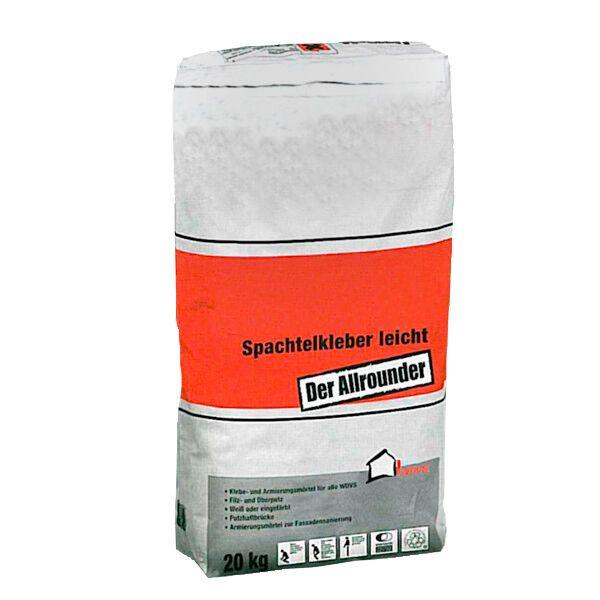 Spachtelkleber leicht
Der Allrounder
• Klebe- und Armierungsmörtel für alle WDVS
• Filz- und Oberputz
• Weiß oder eingefärbt
• Putzhaftbrücke
• Armierungsmörtel zur Fassadensanierung
20 kg